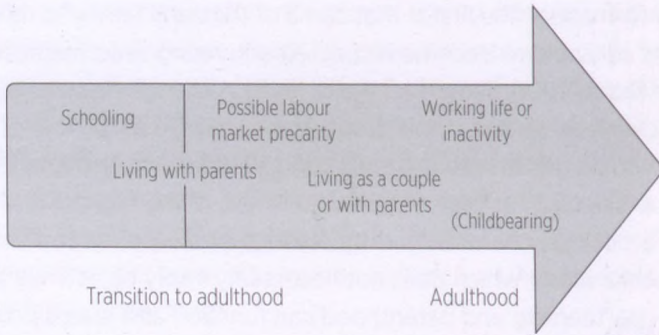 Schooling
Possible labour
market precarity
Working life or
inactivity
Living with parents
Living as a couple
or with parents
(Childbearing)
Transition to adulthood
Adulthood